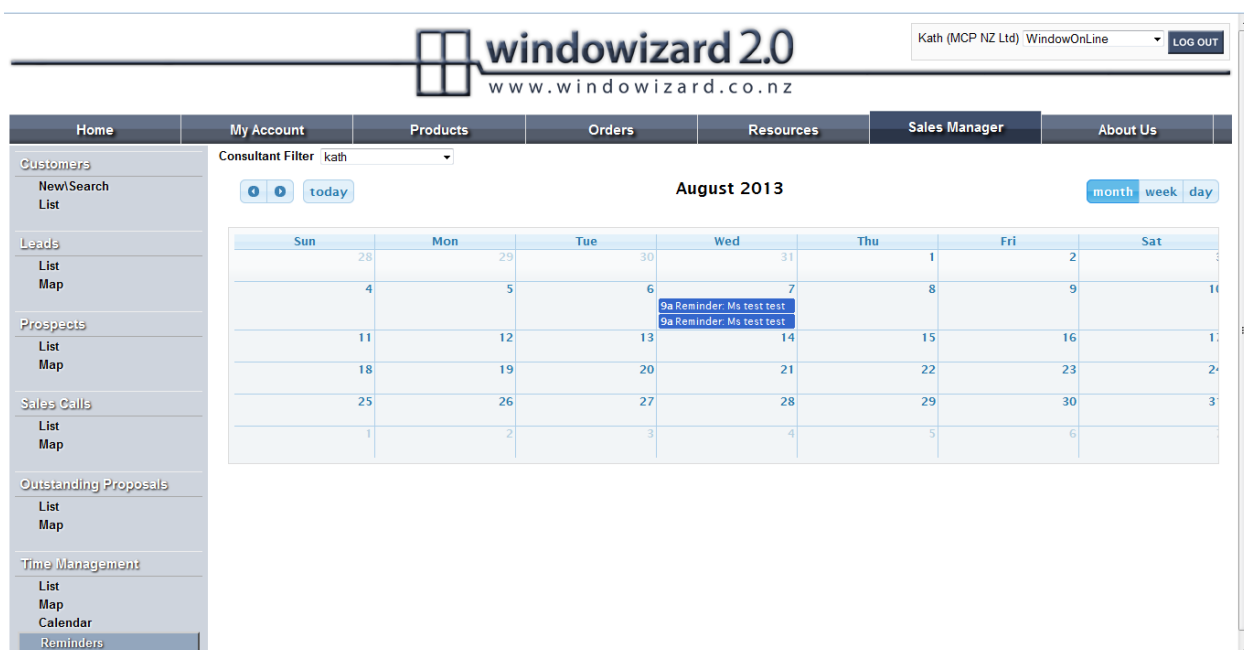 windowizard 2.0
www.windowizard.co.nz
Kath (MCP NZ Ltd) WindowOnLine LOG OUT
Home My Account Products Orders Resources Sales Manager About Us
Customers
New\Search
List
Leads
List
Map
Prospects
List
Map
Sales Calls
List
Map
Outstanding Proposals
List
Map
Time Management
List
Map
Calendar
Reminders
Consultant Filter kath
today August 2013 month week day
Sun Mon Tue Wed Thu Fri Sat
28 29 30 31 1 2
4 5 6 7 8 9 10
9a Reminder: Ms test test
9a Reminder: Ms test test
11 12 13 14 15 16
18 19 20 21 22 23
25 26 27 28 29 30
1 2 3 4 5 6